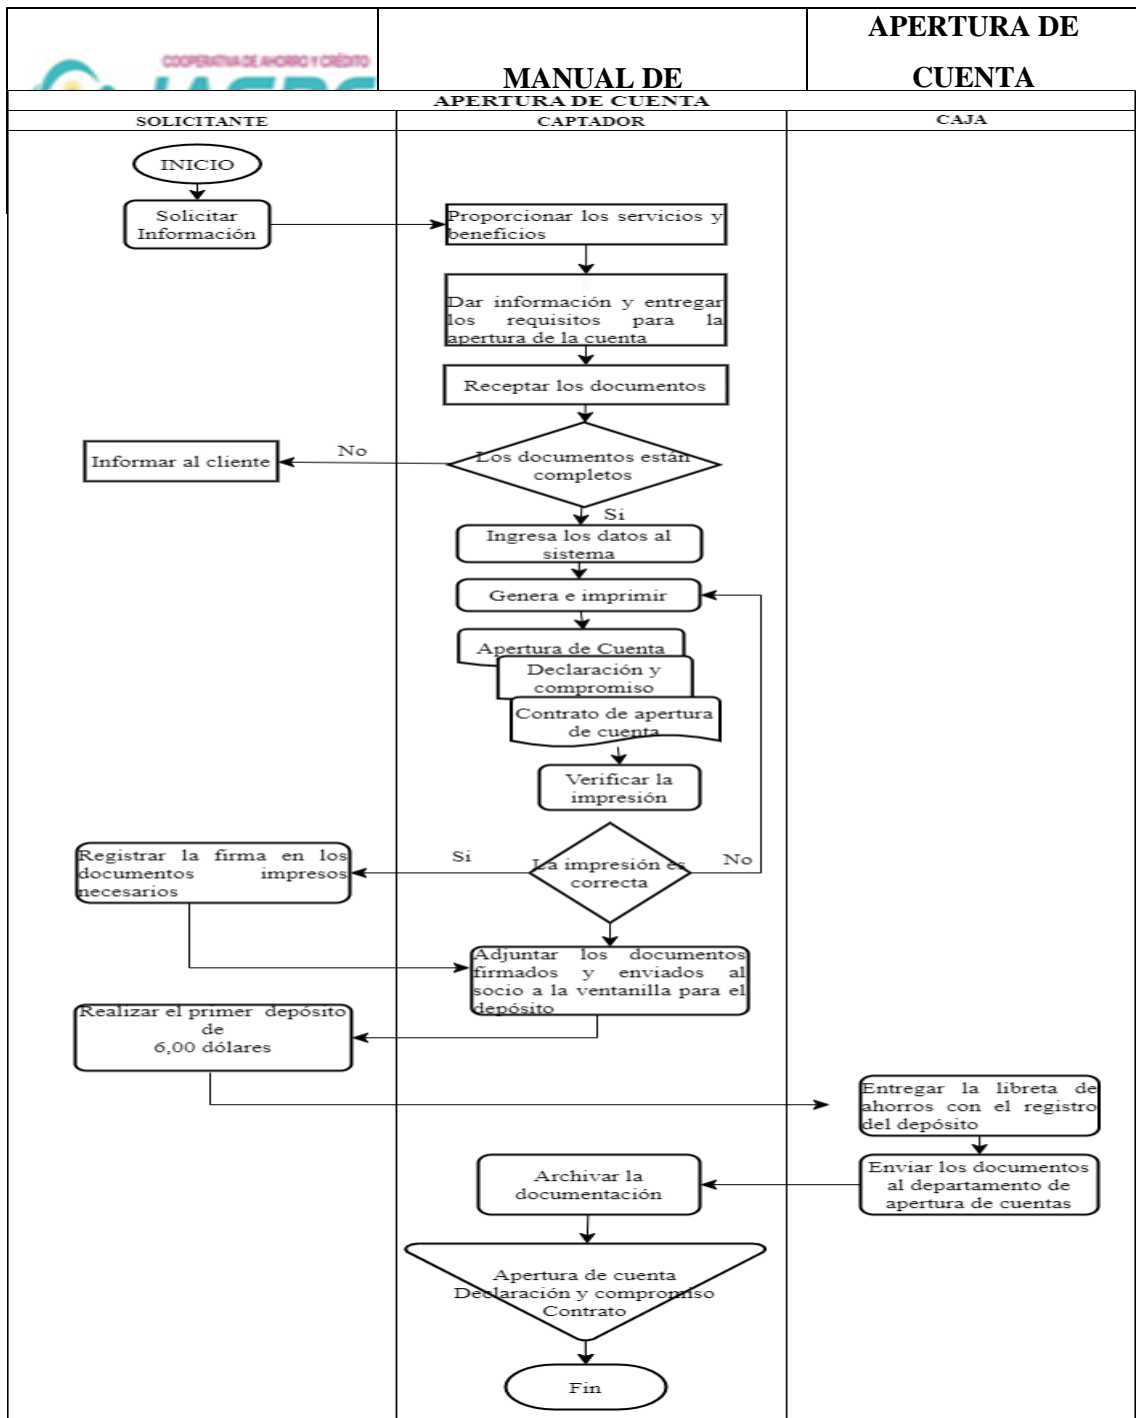 COOPERATIVA DE AHORRO Y CRÉDITO
MANUAL DE
APERTURA DE
CUENTA
APERTURA DE CUENTA
SOLICITANTE
CAPTADOR
CAJA
INICIO
Solicitar
Información
Proporcionar los servicios y
beneficios
Dar información y entregar
los requisitos para la
apertura de la cuenta
Receptar los documentos
Los documentos están
completos
No
Informar al cliente
Si
Ingresa los datos al
sistema
Genera e imprimir
Apertura de Cuenta
Declaración y
compromiso
Contrato de apertura
de cuenta
Verificar la
impresión
La impresión es
correcta
Si
No
Registrar la firma en los
documentos impresos
necesarios
Adjuntar los documentos
firmados y enviados al
socio a la ventanilla para el
depósito
Realizar el primer depósito
de
6,00 dólares
Entregar la libreta de
ahorros con el registro
del depósito
Enviar los documentos
al departamento de
apertura de cuentas
Archivar la
documentación
Apertura de cuenta
Declaración y compromiso
Contrato
Fin